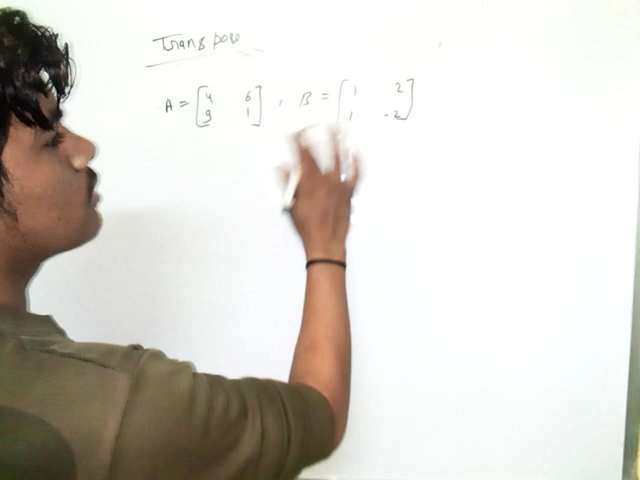 Transpose
A = [4 6 , B = [1 2
9 1] 1 -2]